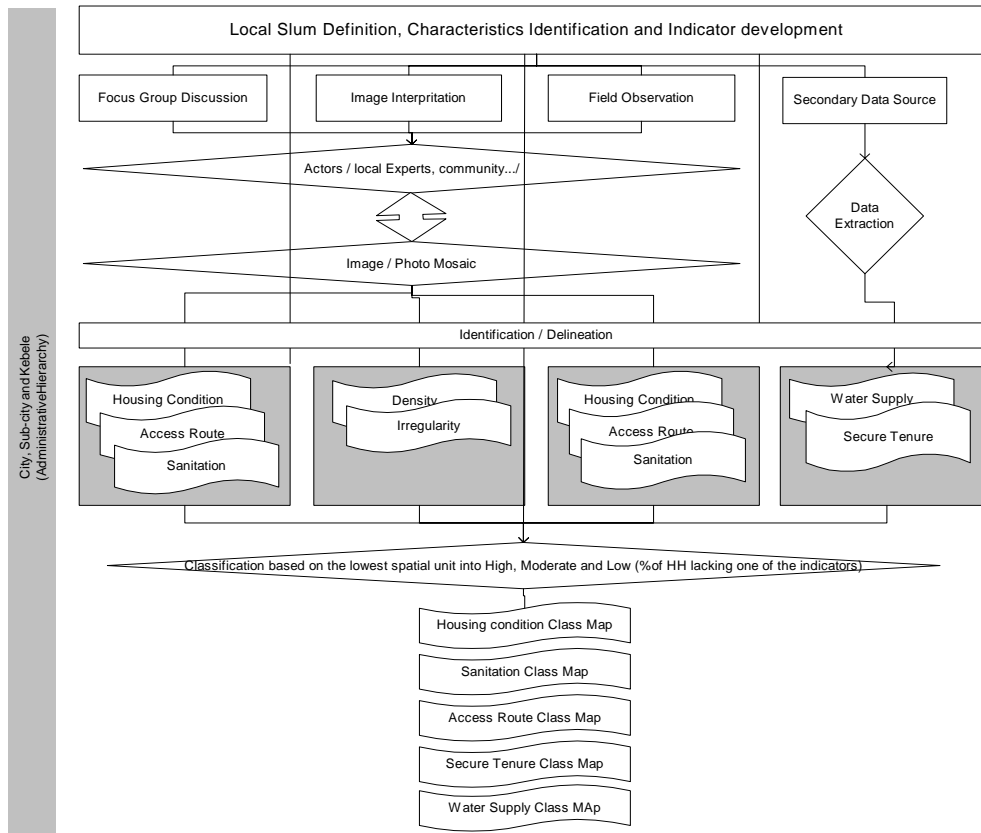 Local Slum Definition, Characteristics Identification and Indicator development
Focus Group Discussion
Image Interpritation
Field Observation
Secondary Data Source
Actors / local Experts, community.../
Data
Extraction
Image / Photo Mosaic
Identification / Delineation
Housing Condition
Access Route
Sanitation
Density
Irregularity
Housing Condition
Access Route
Sanitation
Water Supply
Secure Tenure
Classification based on the lowest spatial unit into High, Moderate and Low (%of HH lacking one of the indicators)
Housing condition Class Map
Sanitation Class Map
Access Route Class Map
Secure Tenure Class Map
Water Supply Class MAp
City, Sub-city and Kebele
(AdministrativeHierarchy)